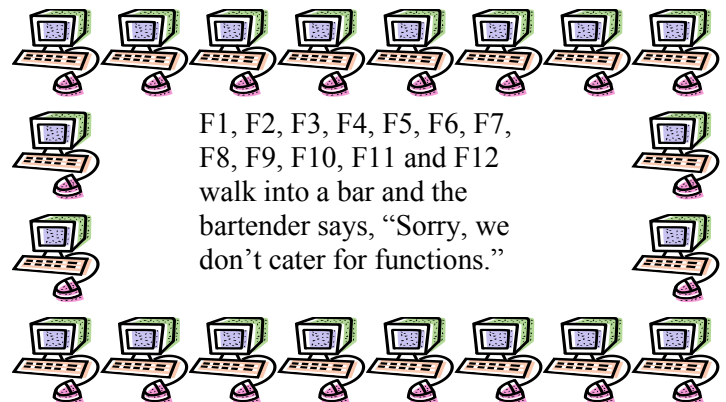 F1, F2, F3, F4, F5, F6, F7,
F8, F9, F10, F11 and F12
walk into a bar and the
bartender says, “Sorry, we
don’t cater for functions.”